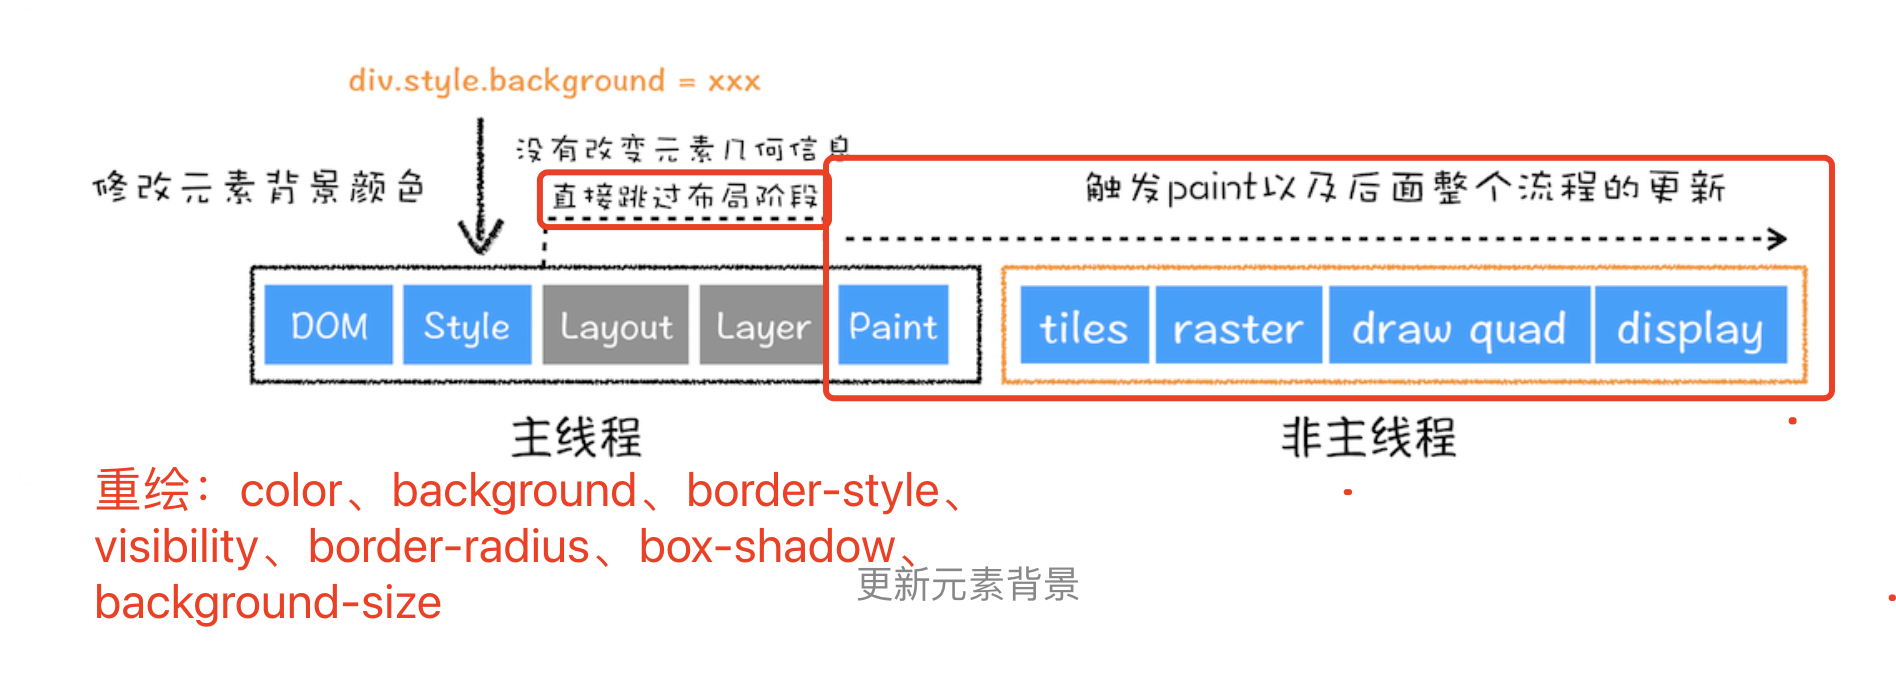 div.style.background = xxx
没有改变元素几何信息
修改元素背景颜色
直接跳过布局阶段
触发paint以及后面整个流程的更新
DOM
Style
Layout
Layer
Paint
tiles
raster
draw quad
display
主线程
非主线程
重绘：color、background、border-style、
visibility、border-radius、box-shadow、
background-size
更新元素背景